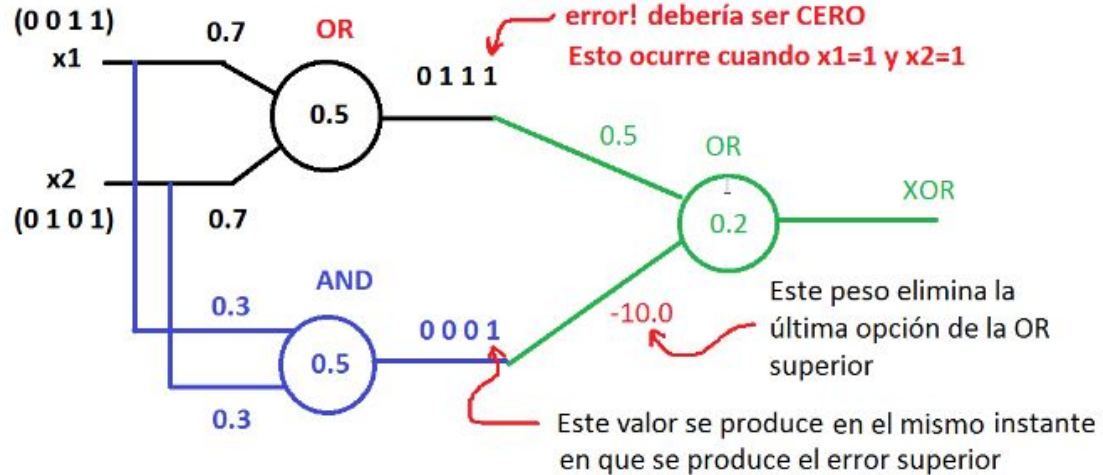 (0 0 1 1)
x1
0.7
OR
0.5
0 1 1 1
error! debería ser CERO
Esto ocurre cuando x1=1 y x2=1
x2
(0 1 0 1)
0.7
0.5
OR
0.2
XOR
AND
0.3
0.5
0.3
0 0 0 1
-10.0
Este peso elimina la
última opción de la OR
superior
Este valor se produce en el mismo instante
en que se produce el error superior